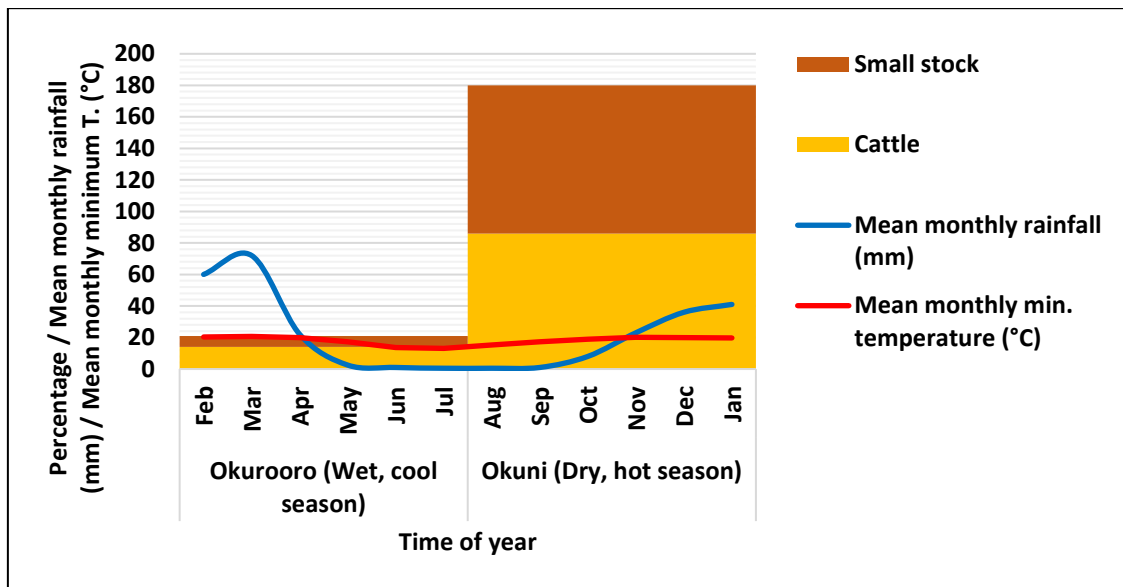 Percentage / Mean monthly rainfall
(mm) / Mean monthly minimum T. (°C)
200
180
160
140
120
100
80
60
40
20
0
Feb
Mar
Apr
May
Jun
Jul
Aug
Sep
Oct
Nov
Dec
Jan
Okurooro (Wet, cool
season)
Okuni (Dry, hot season)
Time of year
Small stock
Cattle
Mean monthly rainfall
(mm)
Mean monthly min.
temperature (°C)